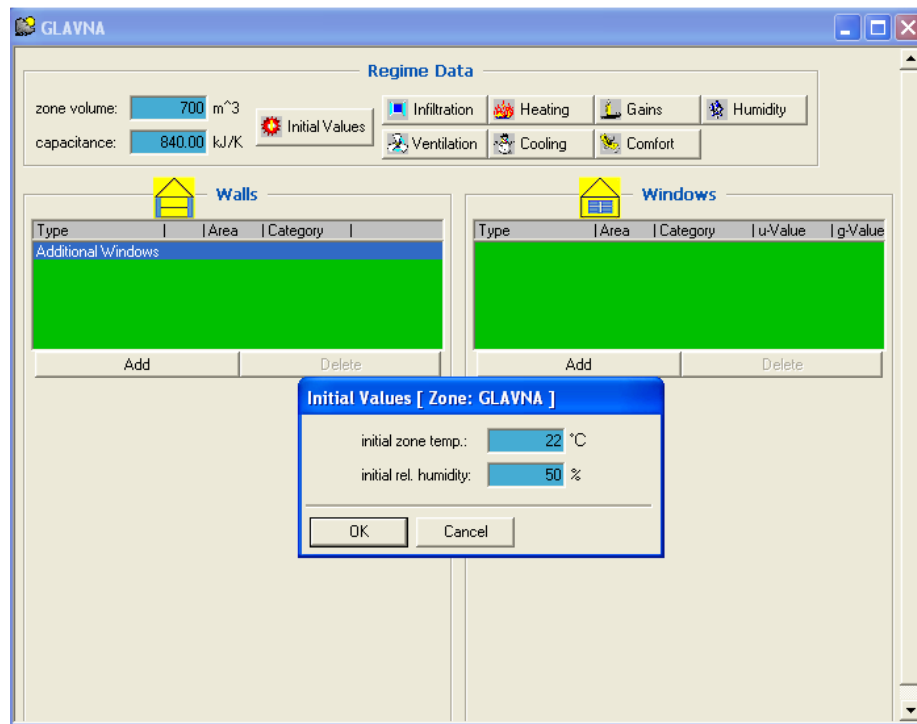 GLAVNA
Regime Data
zone volume: 700 m^3
capacitance: 840.00 kJ/K
Initial Values
Infiltration Heating Gains Humidity
Ventilation Cooling Comfort
Walls
Type | | Area | Category |
Additional Windows
Add Delete
Windows
Type | Area | Category | u-Value | g-Value
Add Delete
Initial Values [ Zone: GLAVNA ]
initial zone temp.: 22 °C
initial rel. humidity: 50 %
OK Cancel